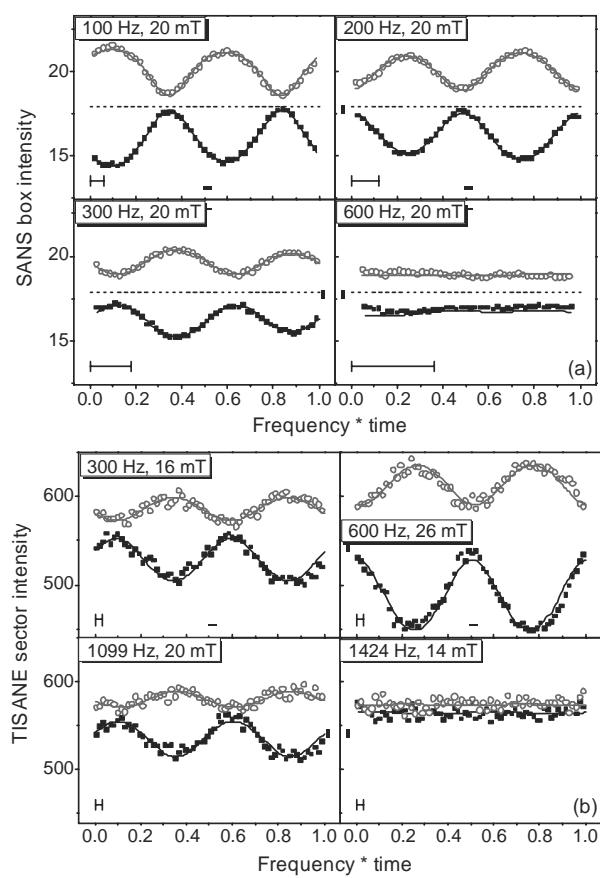 100 Hz, 20 mT 200 Hz, 20 mT
20
15
300 Hz, 20 mT 600 Hz, 20 mT
20
15
(a)
0.0 0.2 0.4 0.6 0.8 1.0 0.0 0.2 0.4 0.6 0.8 1.0
Frequency * time
SANS box intensity
300 Hz, 16 mT
600
600 Hz, 26 mT
500
1099 Hz, 20 mT 1424 Hz, 14 mT
600
500
(b)
0.0 0.2 0.4 0.6 0.8 1.0 0.0 0.2 0.4 0.6 0.8 1.0
Frequency * time
TISANE sector intensity